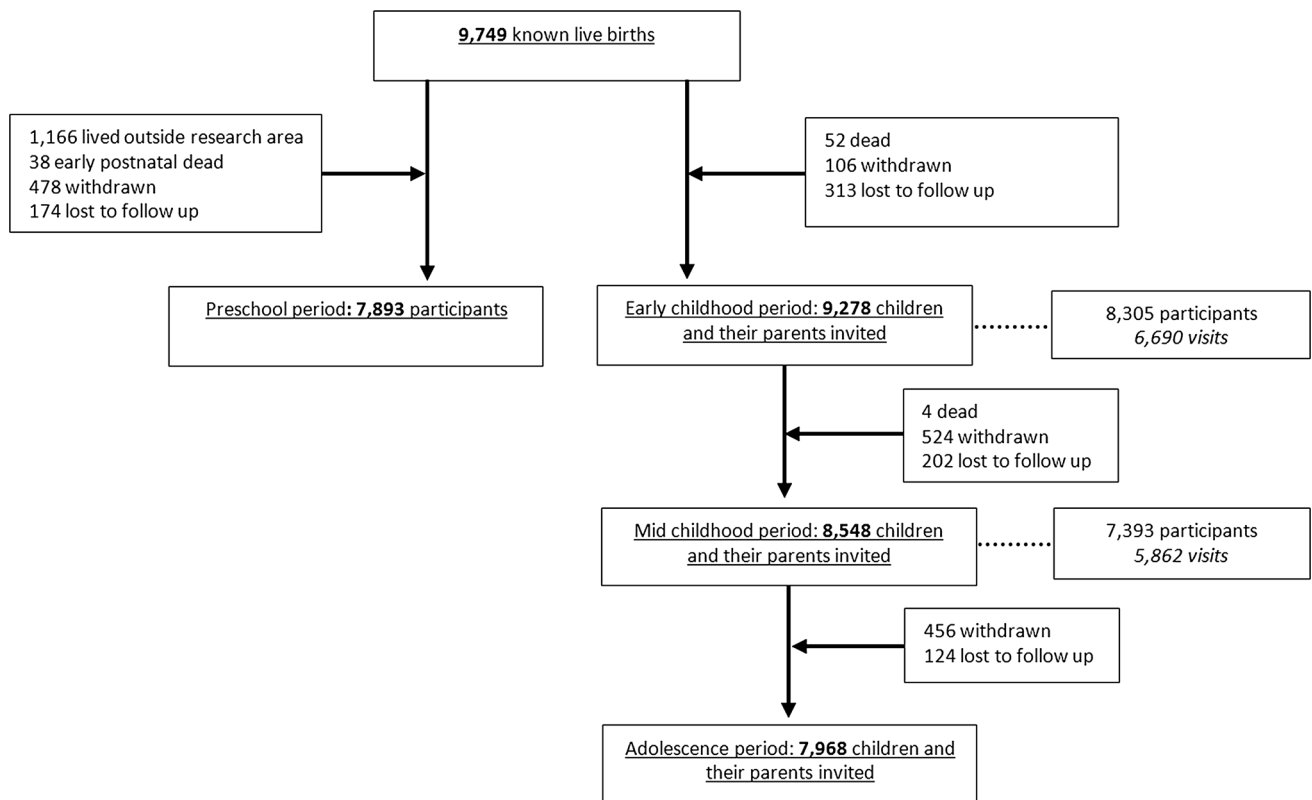 9,749 known live births
1,166 lived outside research area
38 early postnatal dead
478 withdrawn
174 lost to follow up
52 dead
106 withdrawn
313 lost to follow up
Preschool period: 7,893 participants
Early childhood period: 9,278 children
and their parents invited
8,305 participants
6,690 visits
4 dead
524 withdrawn
202 lost to follow up
Mid childhood period: 8,548 children
and their parents invited
7,393 participants
5,862 visits
456 withdrawn
124 lost to follow up
Adolescence period: 7,968 children and
their parents invited